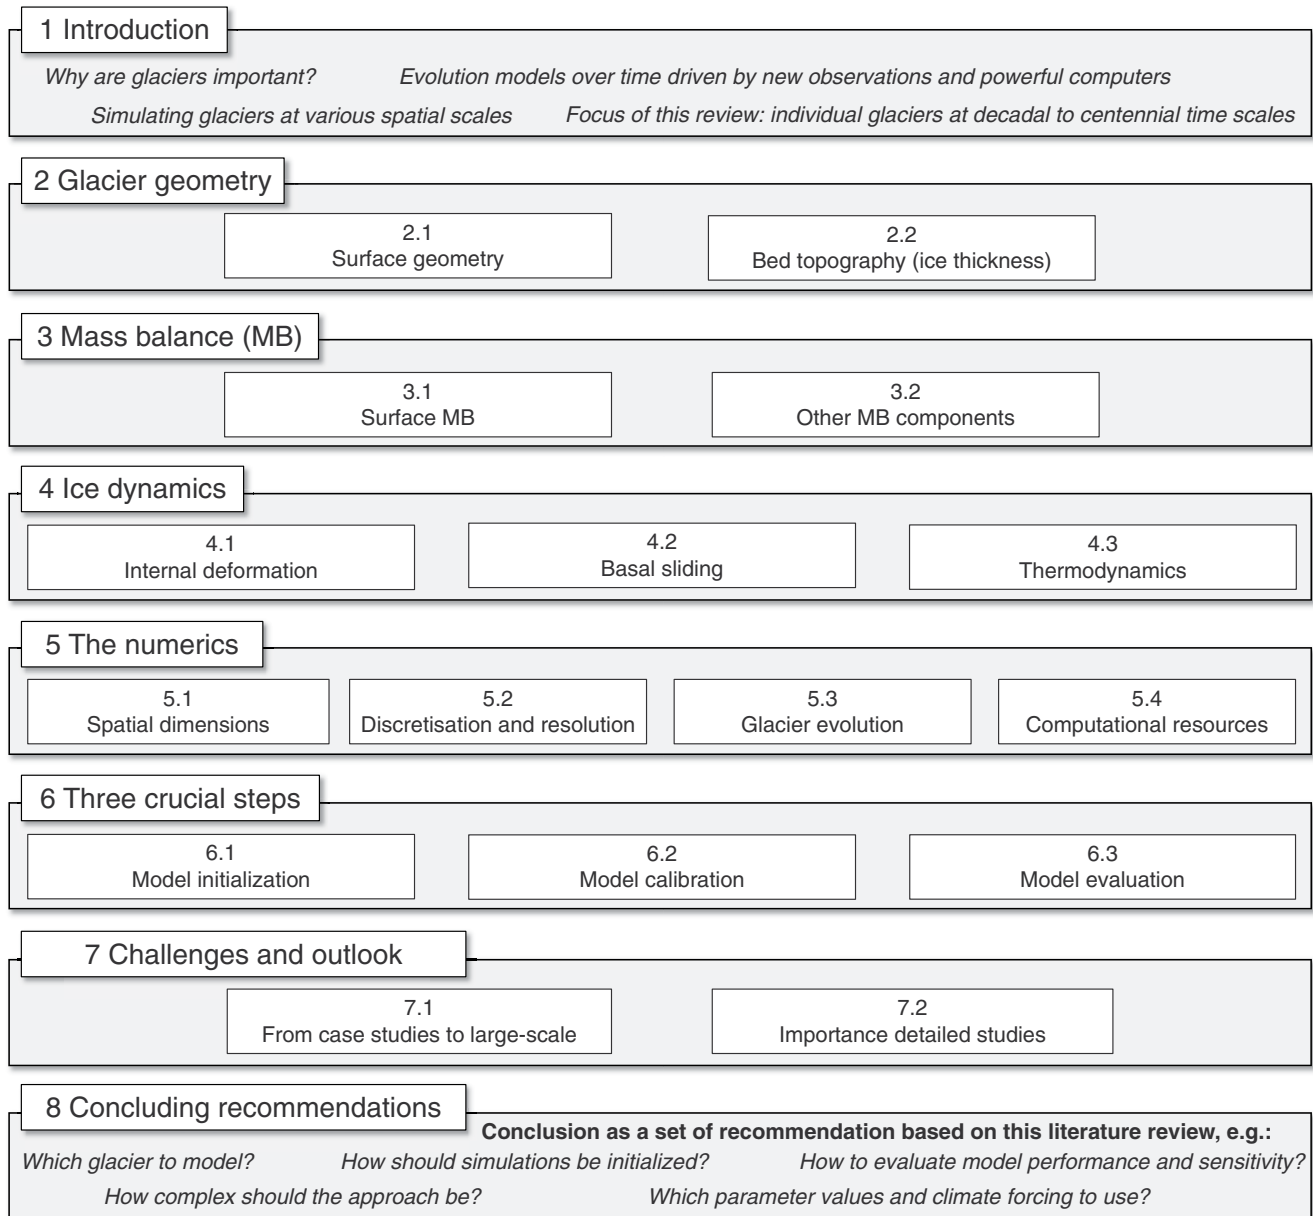 1 Introduction
Why are glaciers important? Evolution models over time driven by new observations and powerful computers
Simulating glaciers at various spatial scales Focus of this review: individual glaciers at decadal to centennial time scales
2 Glacier geometry
2.1
Surface geometry
2.2
Bed topography (ice thickness)
3 Mass balance (MB)
3.1
Surface MB
3.2
Other MB components
4 Ice dynamics
4.1
Internal deformation
4.2
Basal sliding
4.3
Thermodynamics
5 The numerics
5.1
Spatial dimensions
5.2
Discretisation and resolution
5.3
Glacier evolution
5.4
Computational resources
6 Three crucial steps
6.1
Model initialization
6.2
Model calibration
6.3
Model evaluation
7 Challenges and outlook
7.1
From case studies to large-scale
7.2
Importance detailed studies
8 Concluding recommendations
Conclusion as a set of recommendation based on this literature review, e.g.:
Which glacier to model? How should simulations be initialized? How to evaluate model performance and sensitivity?
How complex should the approach be? Which parameter values and climate forcing to use?